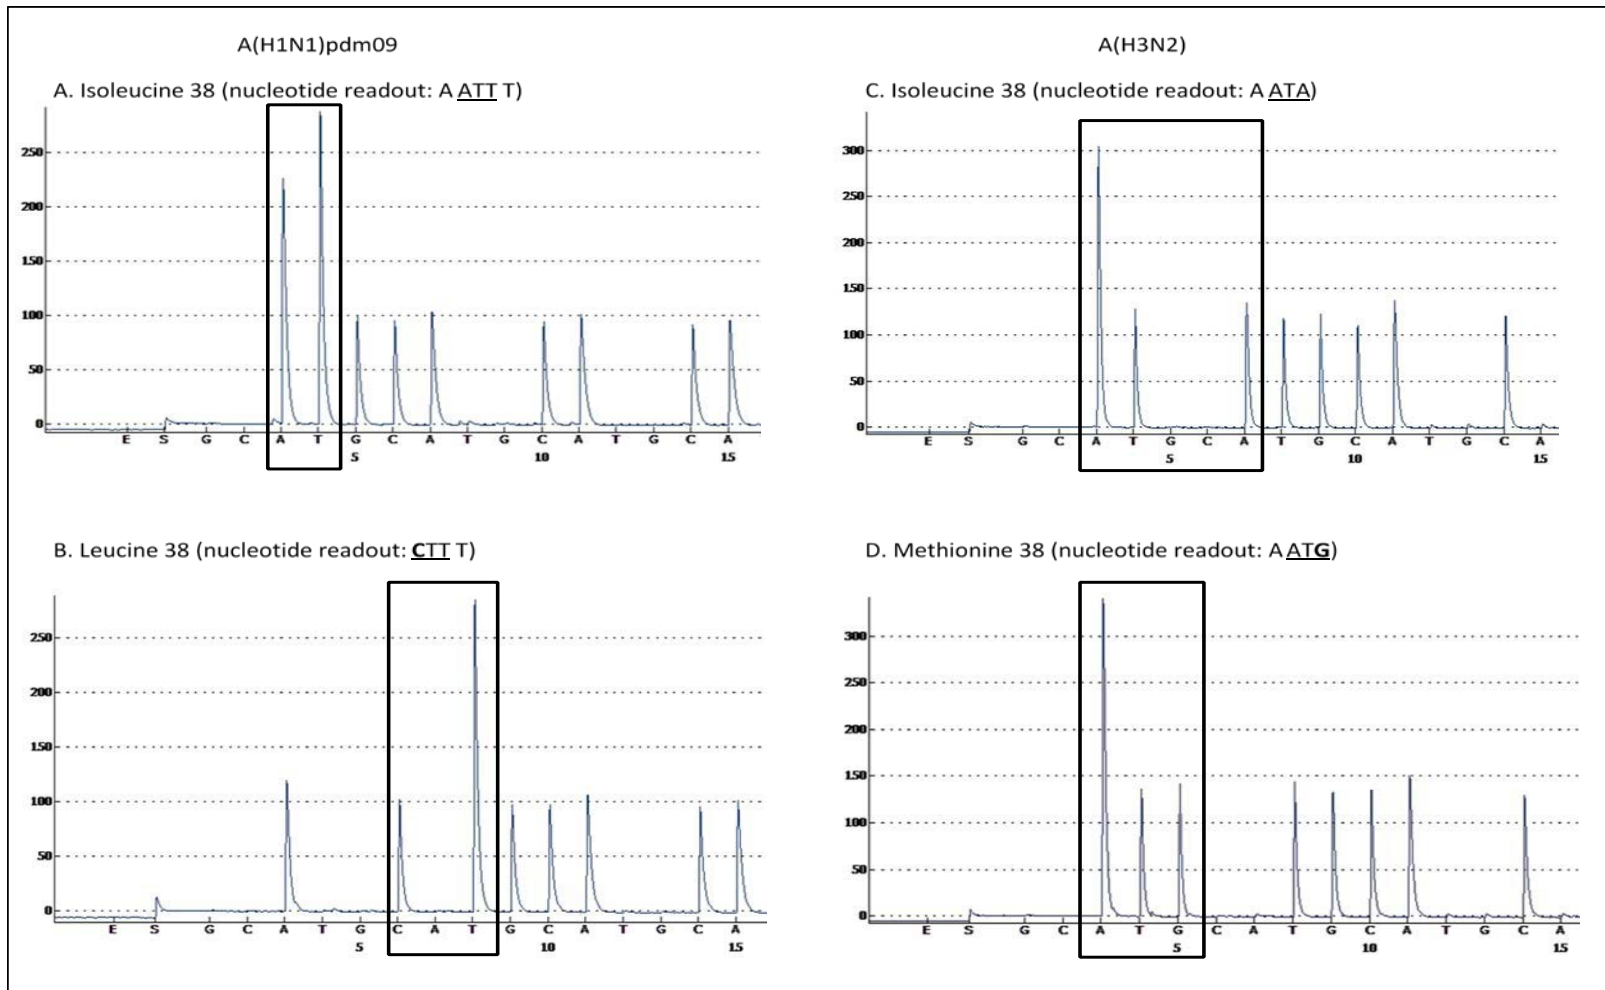 A(H1N1)pdm09
A. Isoleucine 38 (nucleotide readout: A ATT T)
250
200
150
100
50
0
E S G C A T G C A T G C A T G C A
5 10 15
B. Leucine 38 (nucleotide readout: CTT T)
250
200
150
100
50
0
E S G C A T G C A T G C A T G C A
5 10 15
A(H3N2)
C. Isoleucine 38 (nucleotide readout: A ATA)
300
250
200
150
100
50
0
E S G C A T G C A T G C A T G C A
5 10 15
D. Methionine 38 (nucleotide readout: A ATG)
300
250
200
150
100
50
0
E S G C A T G C A T G C A T G C A
5 10 15